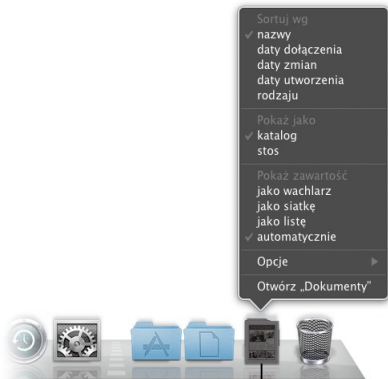 Sortuj wg
nazwy
daty dołączenia
daty zmian
daty utworzenia
rodzaju
Pokaż jako
katalog
stos
Pokaż zawartość
jako wachlarz
jako siatkę
jako listę
automatycznie
Opcje
Otwórz „Dokumenty”